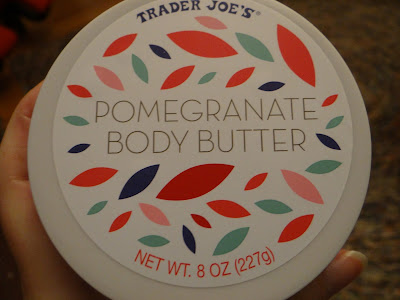 TRADER JOE'S®
POMEGRANATE
BODY BUTTER
NET WT. 8 OZ (227g)